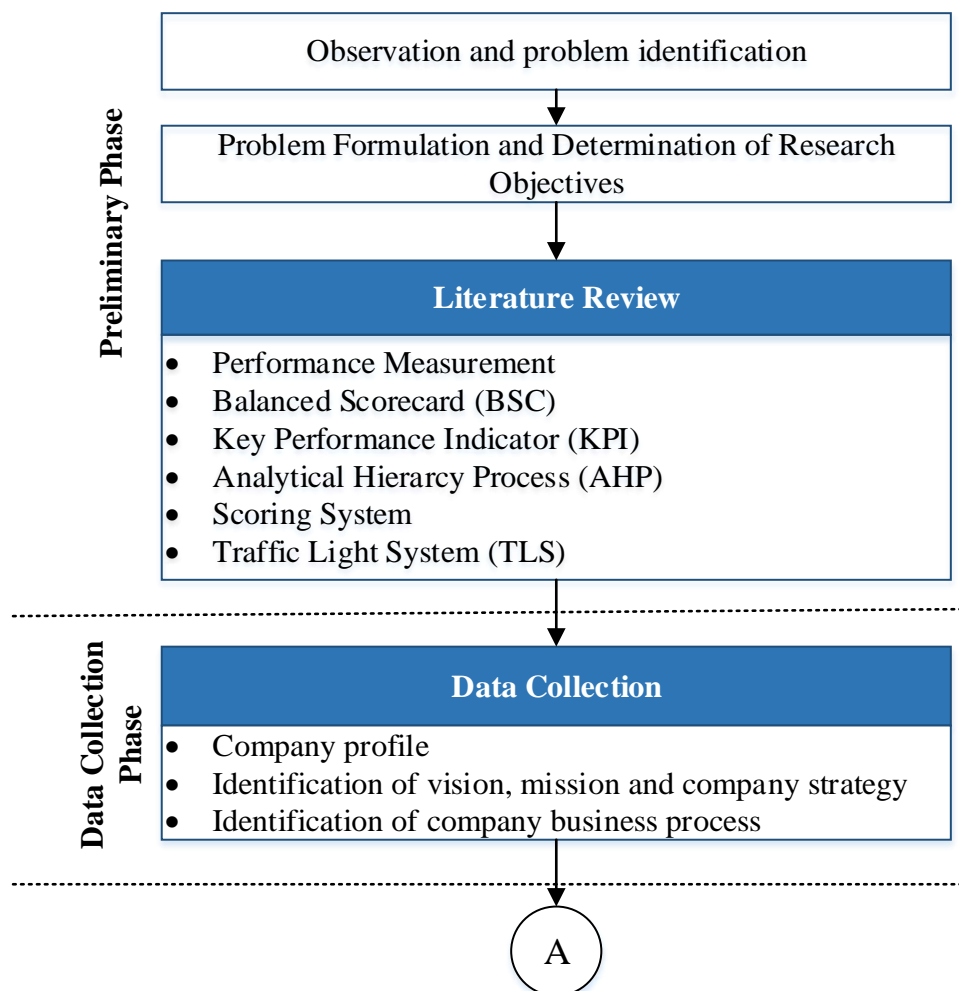 Observation and problem identification
Preliminary Phase
Problem Formulation and Determination of Research
Objectives
Literature Review
• Performance Measurement
• Balanced Scorecard (BSC)
• Key Performance Indicator (KPI)
• Analytical Hierarcy Process (AHP)
• Scoring System
• Traffic Light System (TLS)
Data Collection
Phase
Data Collection
• Company profile
• Identification of vision, mission and company strategy
• Identification of company business process
A